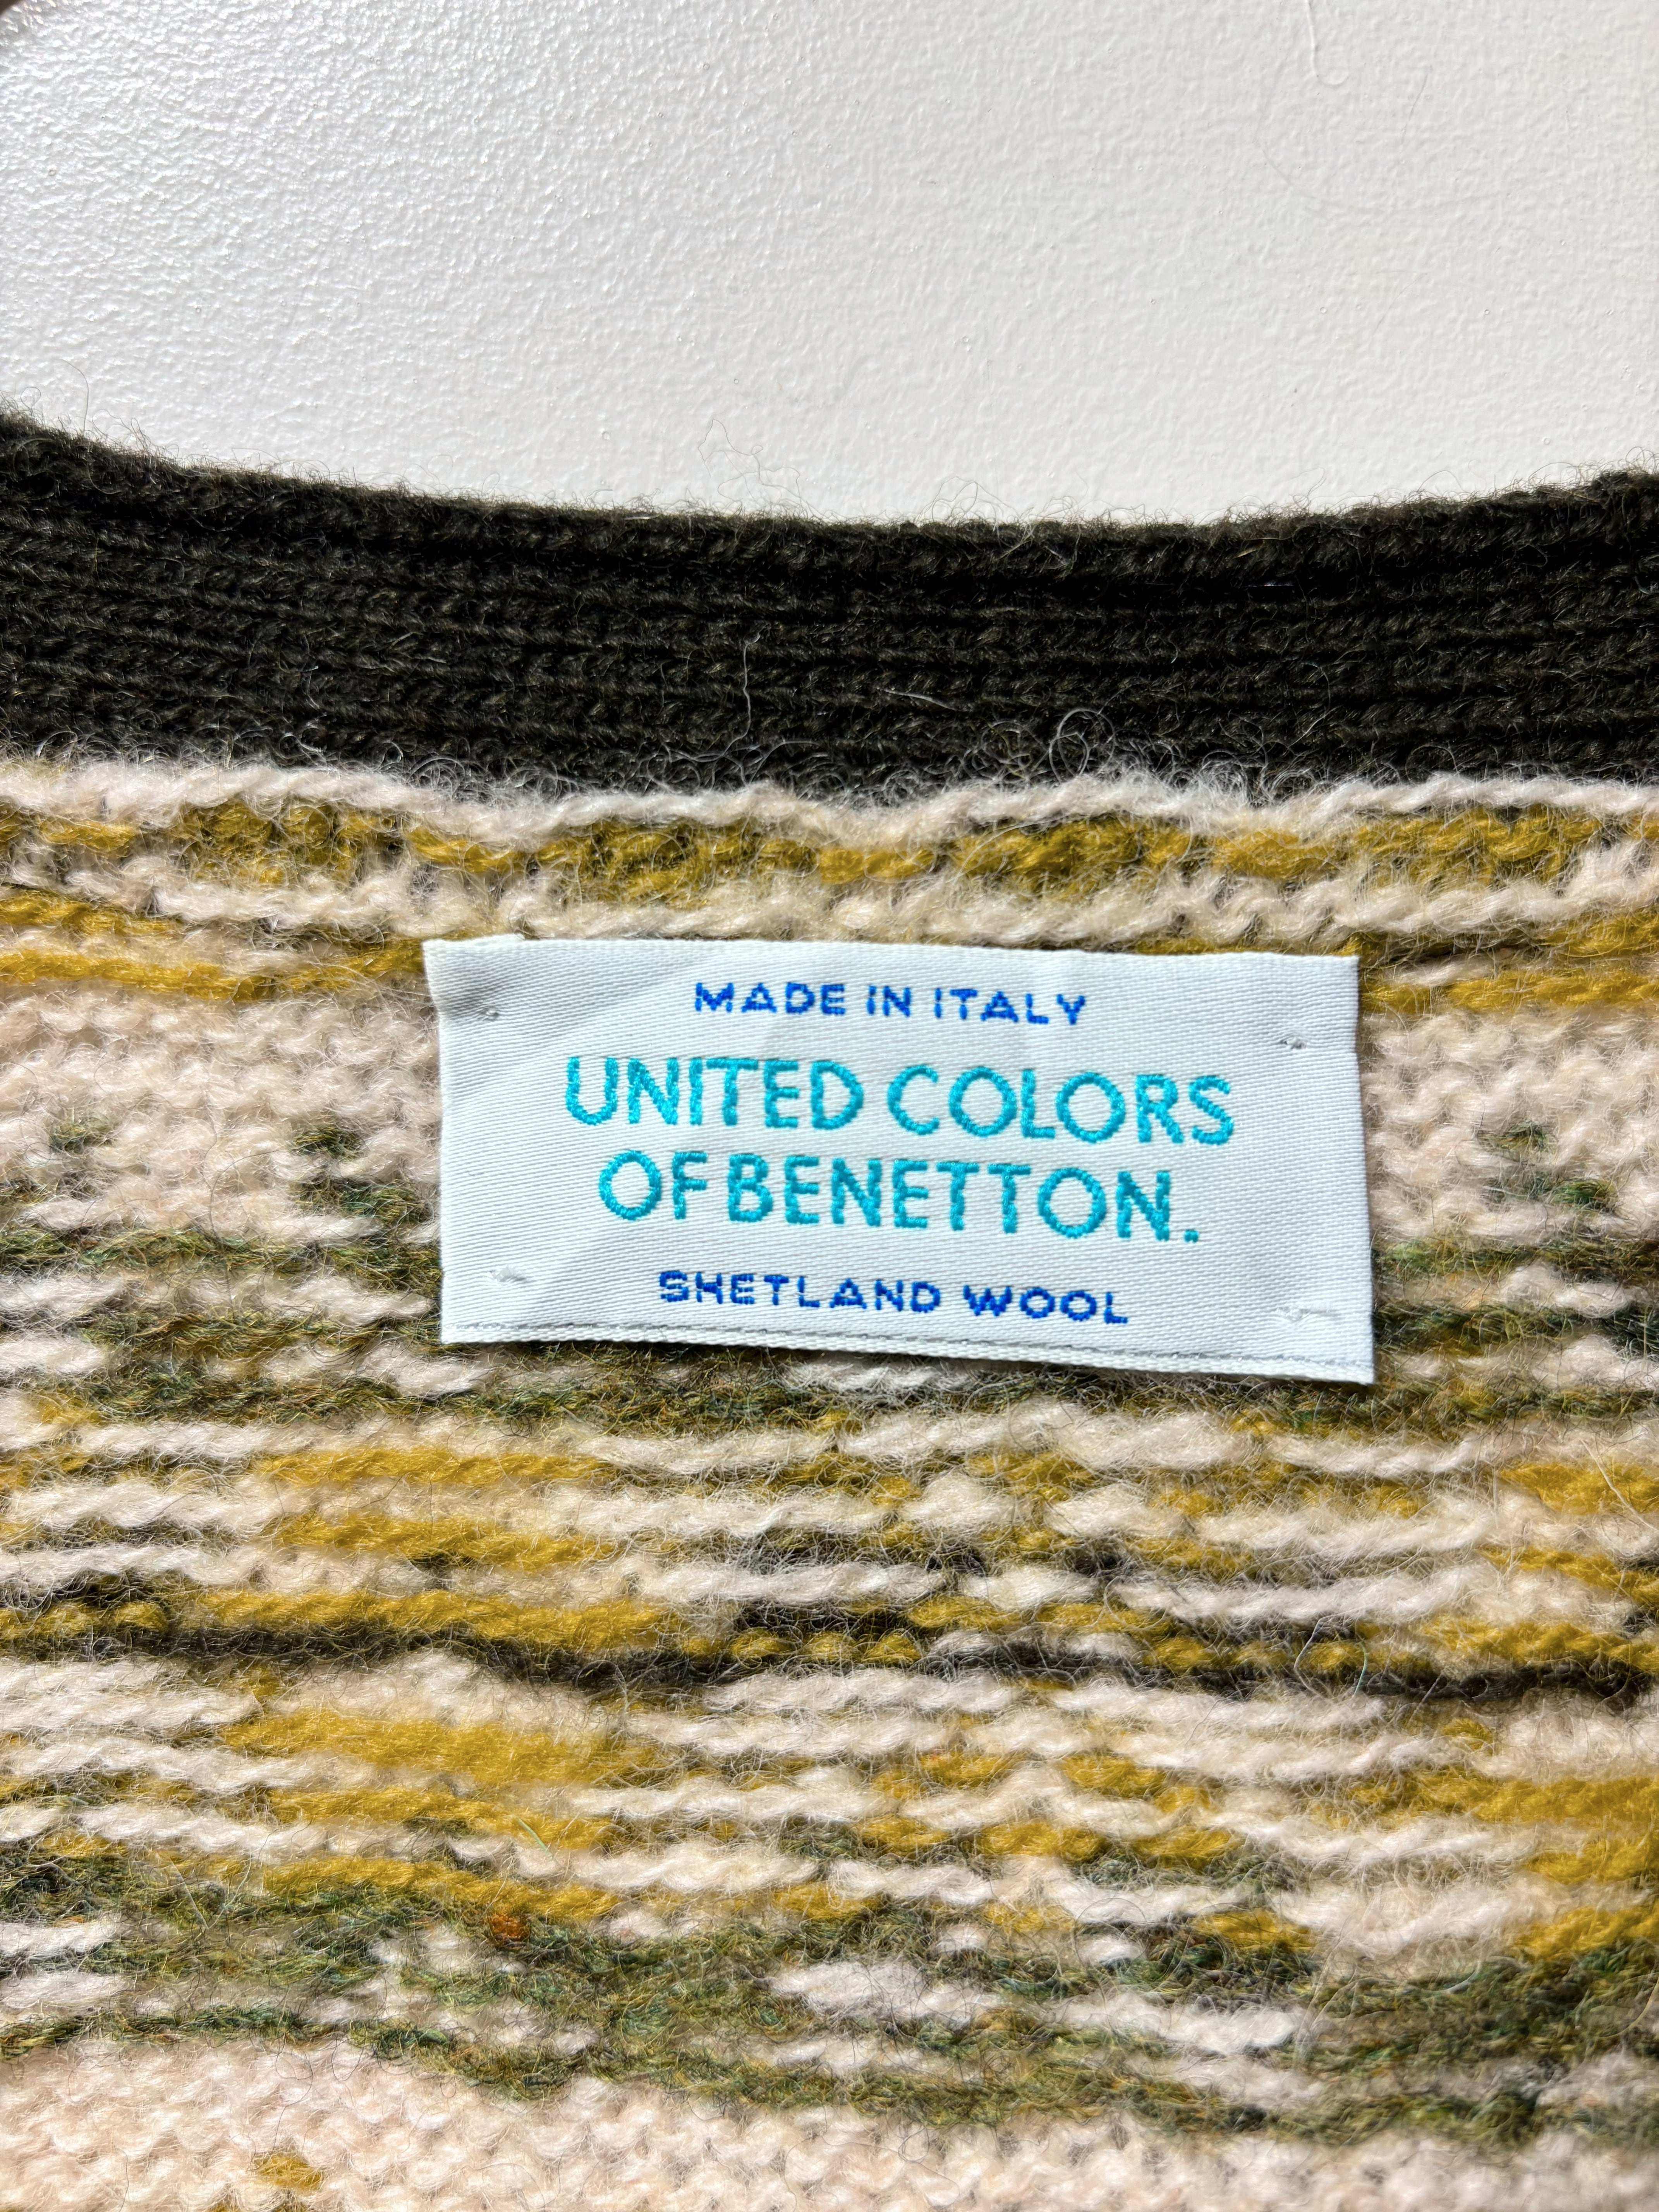 MADE IN ITALY
UNITED COLORS
OF BENETTON.
SHETLAND WOOL